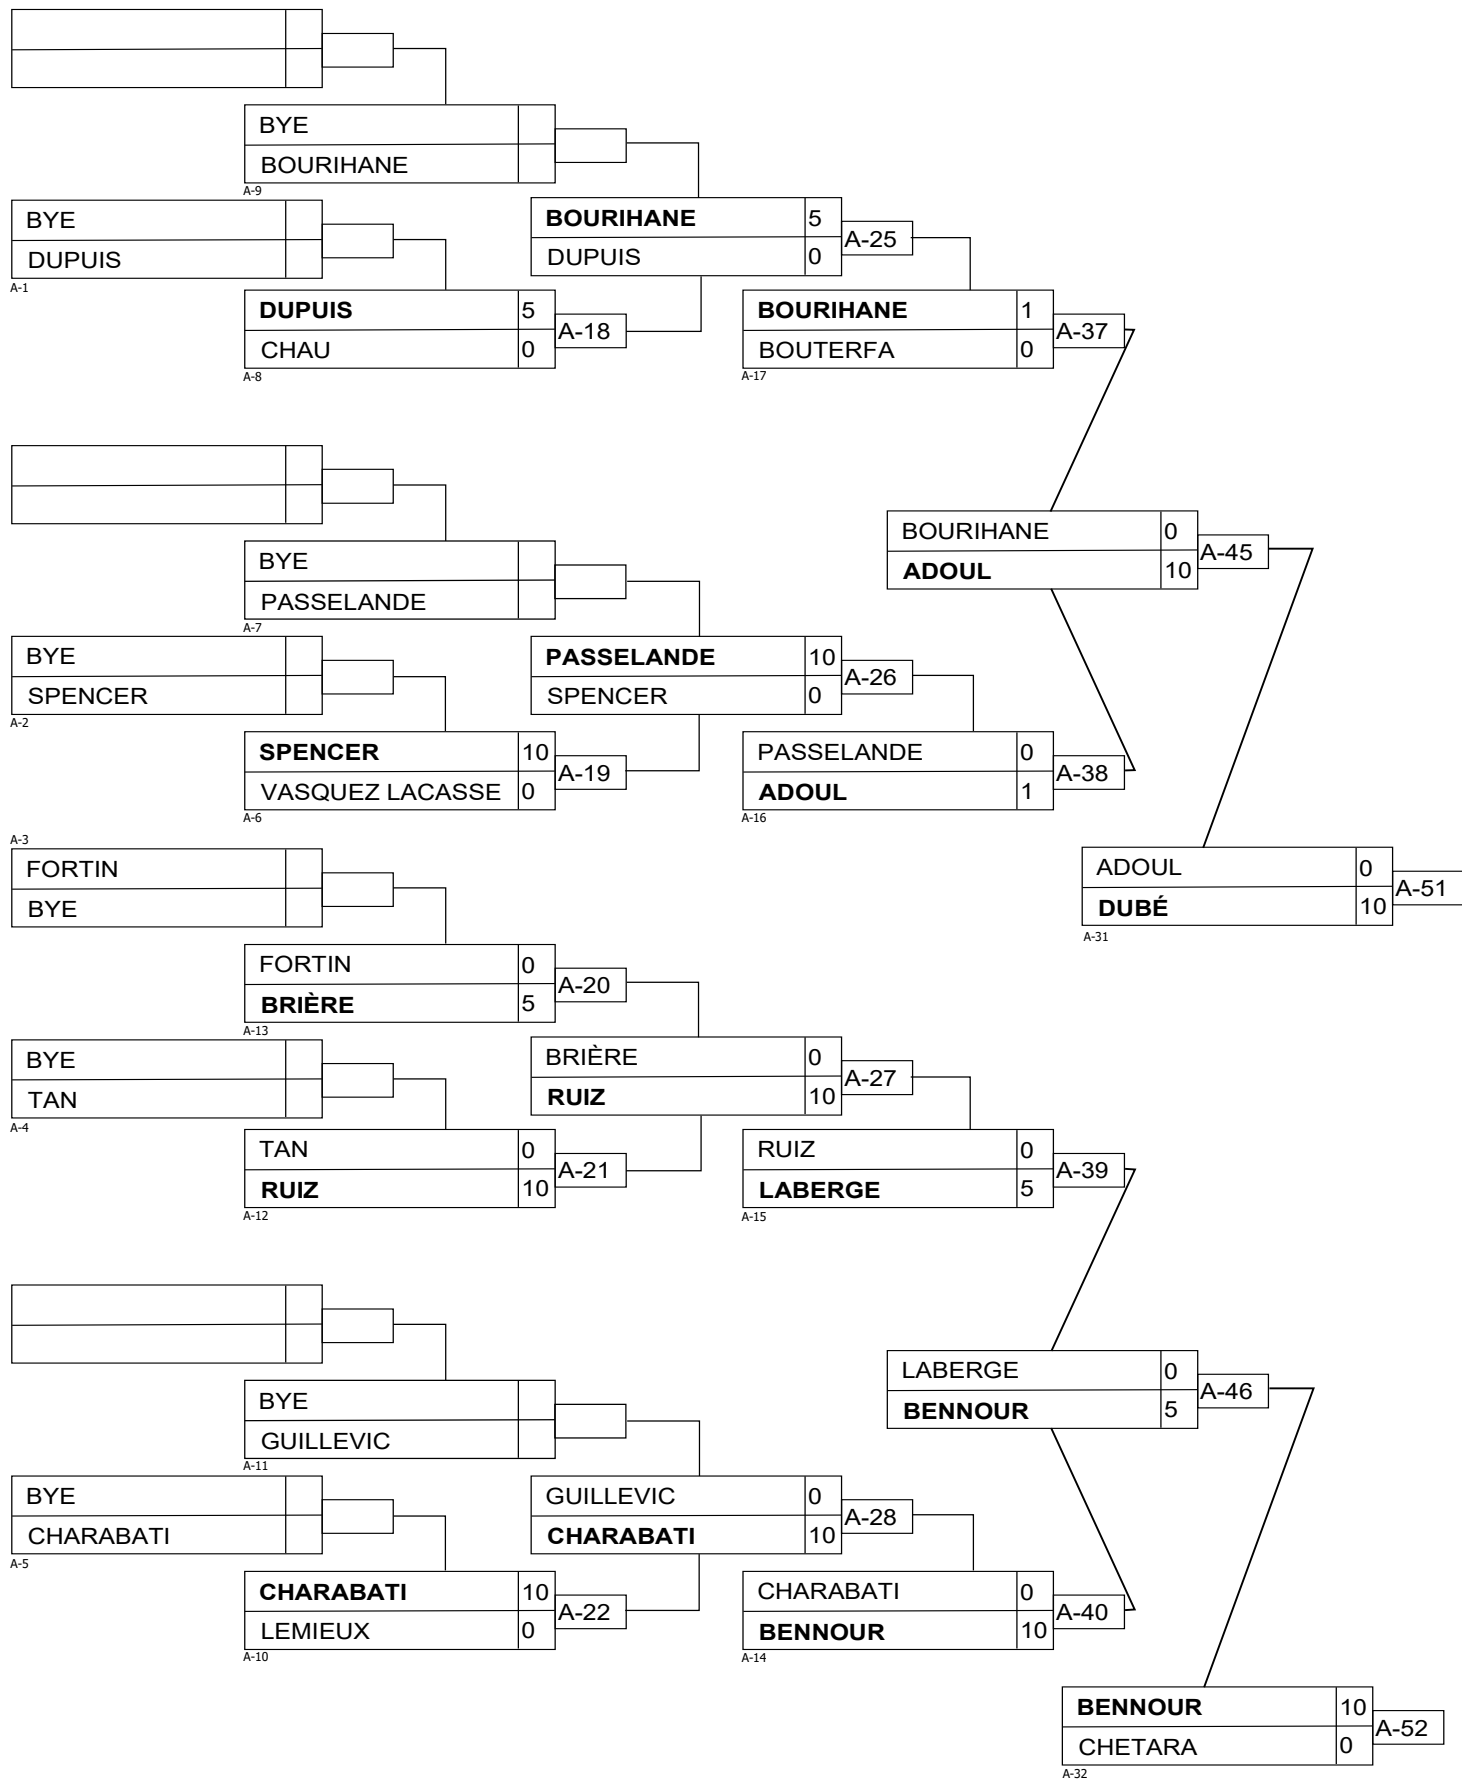 BYE
BOURIHANE
A-9
BYE
DUPUIS
A-1
BOURIHANE 5
DUPUIS 0
A-25
DUPUIS 5
CHAU 0
A-18
A-8
BOURIHANE 1
BOUTERFA 0
A-37
A-17
BOURIHANE 0
ADOUL 10
A-45
BYE
PASSELANDE
A-7
BYE
SPENCER
A-2
PASSELANDE 10
SPENCER 0
A-26
SPENCER 10
VASQUEZ LACASSE 0
A-19
A-6
PASSELANDE 0
ADOUL 1
A-38
A-16
A-3
FORTIN
BYE
ADOUL 0
DUBÉ 10
A-51
A-31
FORTIN 0
BRIÈRE 5
A-20
A-13
BYE
TAN
A-4
BRIÈRE 0
RUIZ 10
A-27
TAN 0
RUIZ 10
A-21
A-12
RUIZ 0
LABERGE 5
A-39
A-15
LABERGE 0
BENNOUR 5
A-46
BYE
GUILLEVIC
A-11
BYE
CHARABATI
A-5
GUILLEVIC 0
CHARABATI 10
A-28
CHARABATI 10
LEMIEUX 0
A-22
A-10
CHARABATI 0
BENNOUR 10
A-40
A-14
BENNOUR 10
CHETARA 0
A-52
A-32